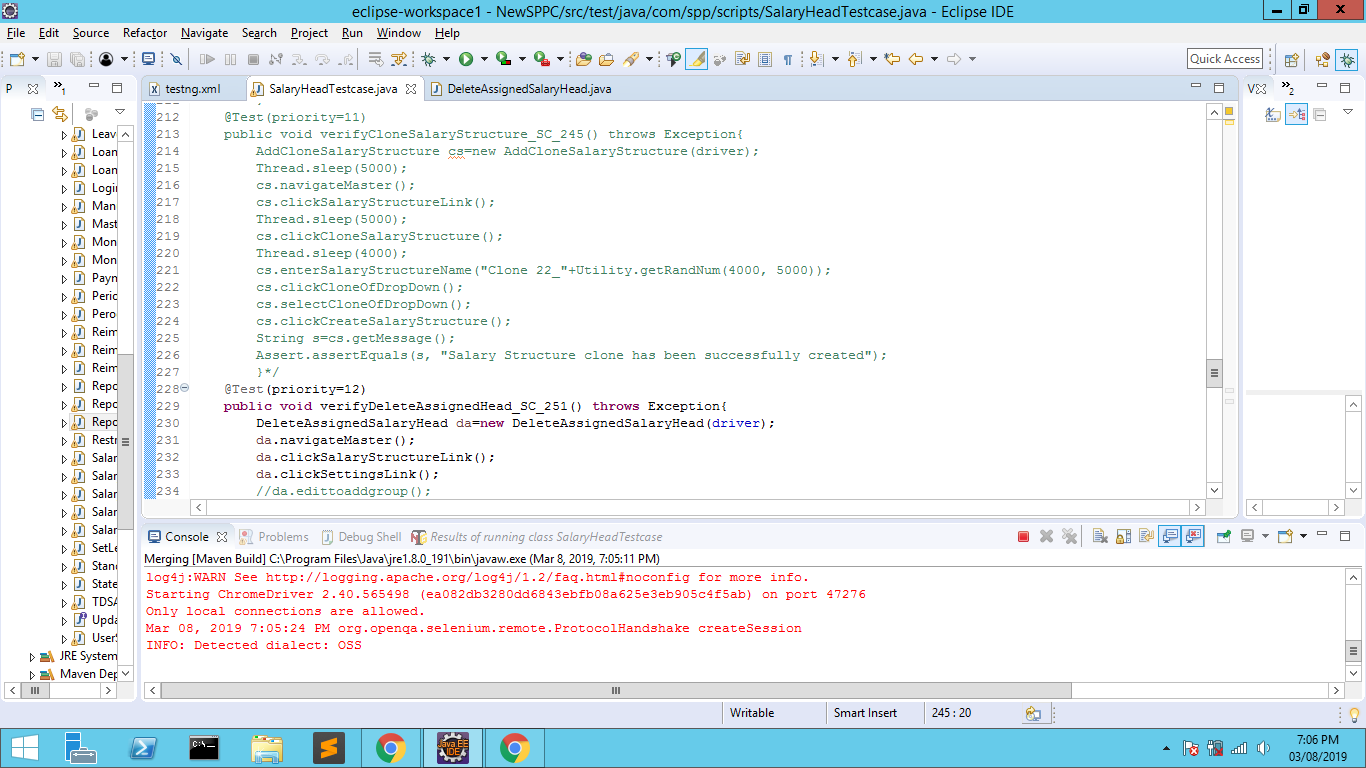 eclipse-workspace1 - NewSPPC/src/test/java/com/spp/scripts/SalaryHeadTestcase.java - Eclipse IDE
File Edit Source Refactor Navigate Search Project Run Window Help
Quick Access
P
1
testng.xml
SalaryHeadTestcase.java
DeleteAssignedSalaryHead.java
2
Leav
Loan
Loan
Logi
Man
Mast
Mon
Mon
Payn
Peric
Pero
Reim
Reim
Reim
Repo
Repo
Repo
Restr
Salar
Salar
Salar
Salar
Salar
SetLe
Stanc
State
TDSA
Upda
UserS
JRE System
Maven Dep
212 @Test(priority=11)
213 public void verifyCloneSalaryStructure_SC_245() throws Exception{
214 AddCloneSalaryStructure cs=new AddCloneSalaryStructure(driver);
215 Thread.sleep(5000);
216 cs.navigateMaster();
217 cs.clickSalaryStructureLink();
218 Thread.sleep(5000);
219 cs.clickCloneSalaryStructure();
220 Thread.sleep(4000);
221 cs.enterSalaryStructureName("Clone 22_"+Utility.getRandNum(4000, 5000));
222 cs.clickCloneOfDropDown();
223 cs.selectCloneOfDropDown();
224 cs.clickCreateSalaryStructure();
225 String s=cs.getMessage();
226 Assert.assertEquals(s, "Salary Structure clone has been successfully created");
227 }*/
228 @Test(priority=12)
229 public void verifyDeleteAssignedHead_SC_251() throws Exception{
230 DeleteAssignedSalaryHead da=new DeleteAssignedSalaryHead(driver);
231 da.navigateMaster();
232 da.clickSalaryStructureLink();
233 da.clickSettingsLink();
234 //da.edittoaddgroup();
Console Problems Debug Shell Results of running class SalaryHeadTestcase
Merging [Maven Build] C:\Program Files\Java\jre1.8.0_191\bin\javaw.exe (Mar 8, 2019, 7:05:11 PM)
log4j:WARN See http://logging.apache.org/log4j/1.2/faq.html#noconfig for more info.
Starting ChromeDriver 2.40.565498 (ea082db3280dd6843ebfb08a625e3eb905c4f5ab) on port 47276
Only local connections are allowed.
Mar 08, 2019 7:05:24 PM org.openqa.selenium.remote.ProtocolHandshake createSession
INFO: Detected dialect: OSS
Writable Smart Insert 245 : 20
Java EE
IDE
7:06 PM
03/08/2019